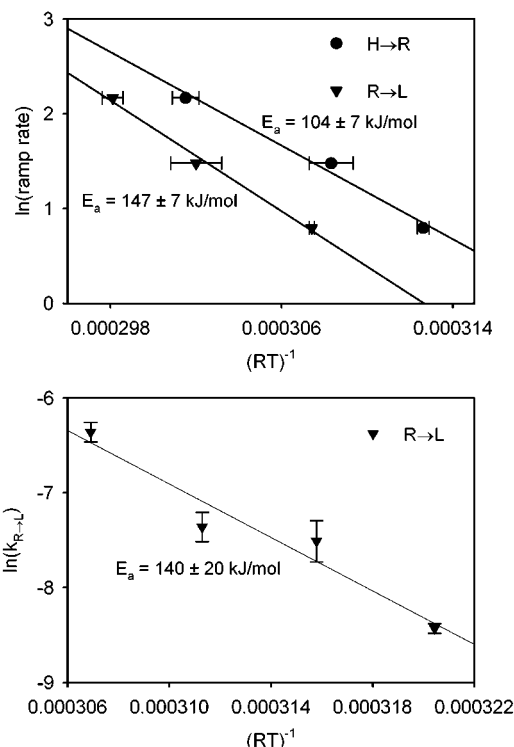 3
H→R
R→L
2
Eₐ = 104 ± 7 kJ/mol
ln(ramp rate)
1
Eₐ = 147 ± 7 kJ/mol
0
0.000298 0.000306 0.000314
(RT)⁻¹
-6
R→L
-7
ln(k_R→L)
Eₐ = 140 ± 20 kJ/mol
-8
-9
0.000306 0.000310 0.000314 0.000318 0.000322
(RT)⁻¹